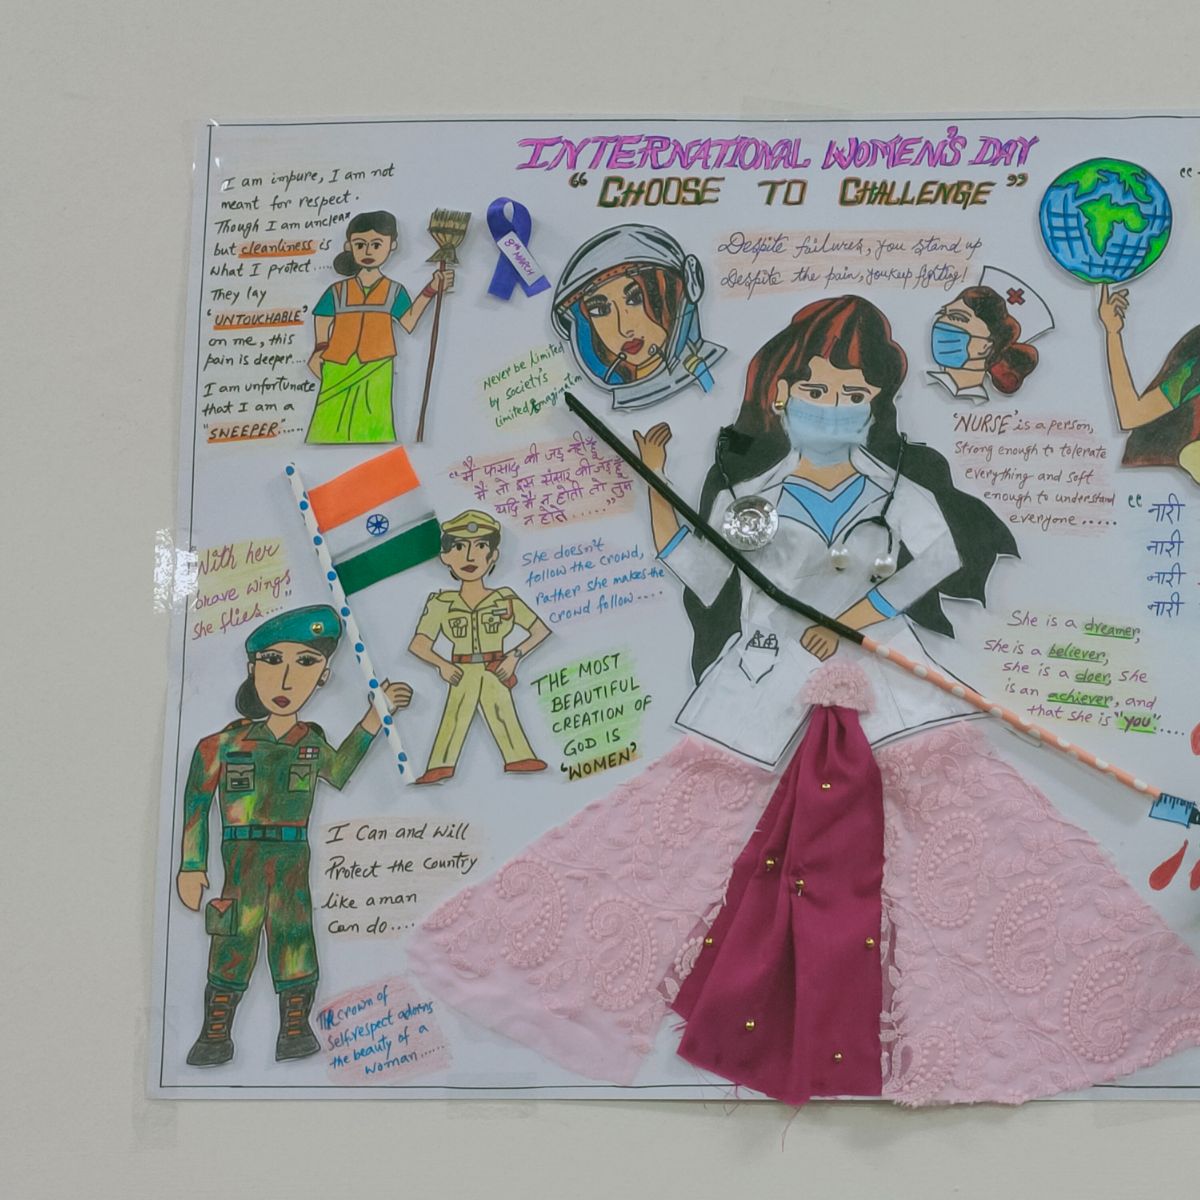 INTERNATIONAL WOMEN'S DAY
"CHOOSE TO CHALLENGE"
I am impure, I am not
meant for respect.
Though I am unclean
but cleanliness is
what I protect.....
They lay
'UNTOUCHABLE'
on me, this
pain is deeper....
I am unfortunate
that I am a
"SWEEPER".....
8th MARCH
Despite failures, you stand up
Despite the pain, you keep fighting!
Never be limited
by society's
limited imagination
"मैं फसाद की जड़ नहीं हूँ
मैं तो इस संसार की जड़ हूँ
यदि मैं न होती तो तुम
न होते......"
'NURSE' is a person,
strong enough to tolerate
everything and soft
enough to understand
everyone.....
"नारी
नारी
नारी
नारी
With her
brave wings
she flies...."
She doesn't
follow the crowd,
rather she makes the
crowd follow....
THE MOST
BEAUTIFUL
CREATION OF
GOD IS
'WOMEN'
She is a dreamer,
she is a believer,
she is a doer, she
is an achiever, and
that she is "you".....
I Can and will
Protect the country
like a man
can do....
The crown of
Self-respect adorns
the beauty of a
woman.....